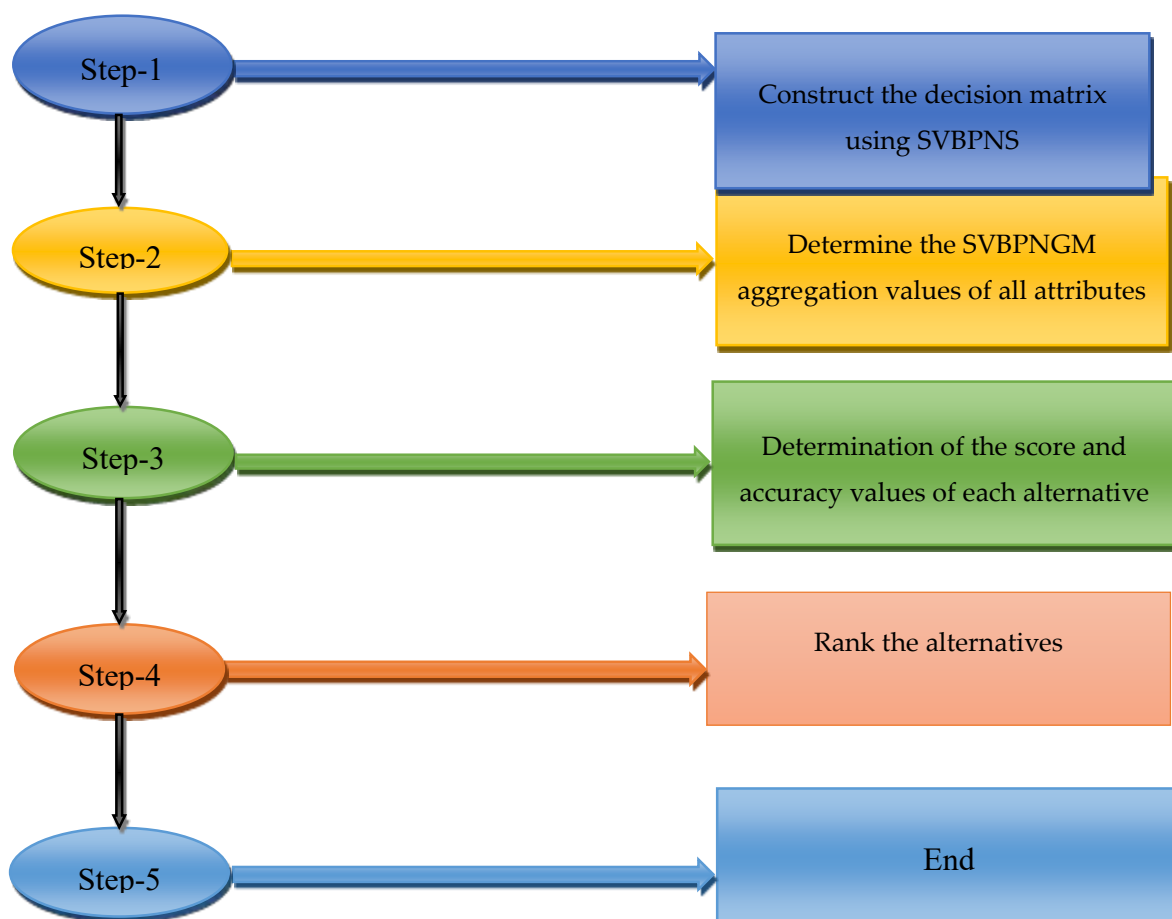 Step-1
Construct the decision matrix
using SVBPNS
Step-2
Determine the SVBPNGM
aggregation values of all attributes
Step-3
Determination of the score and
accuracy values of each alternative
Step-4
Rank the alternatives
Step-5
End